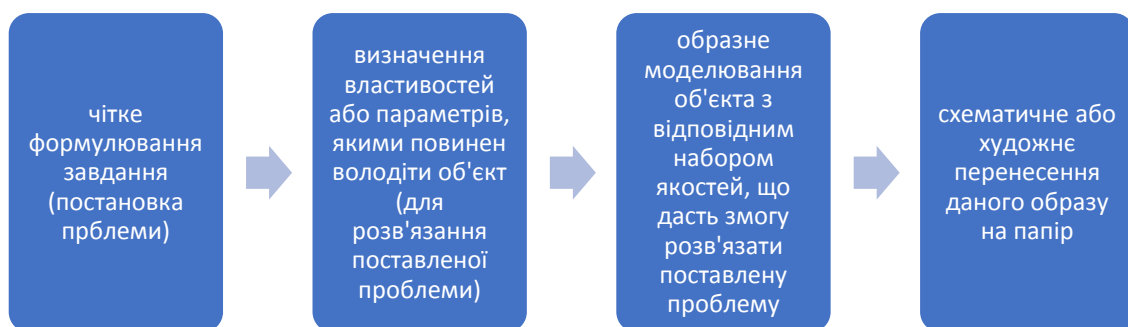 чітке
формулювання
завдання
(постановка
прблеми)
визначення
властивостей
або параметрів,
якими повинен
володіти об'єкт
(для
розв'язання
поставленої
проблеми)
образне
моделювання
об'єкта з
відповідним
набором
якостей, що
дасть змогу
розв'язати
поставлену
проблему
схематичне або
художнє
перенесення
даного образу
на папір